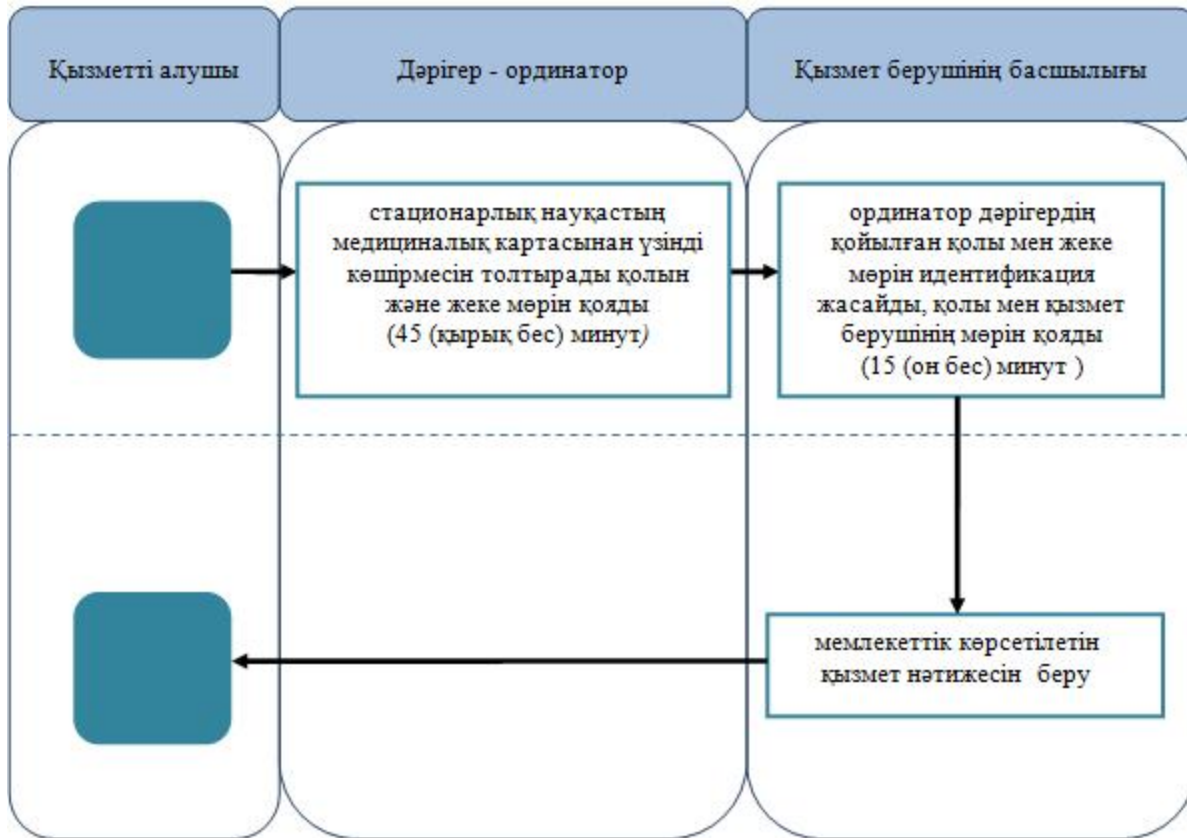 Қызметті алушы
Дәрігер - ординатор
Қызмет берушінің басшылығы
стационарлық науқастың
медициналық картасынан үзінді
көшірмесін толтырады қолын
және жеке мөрін қояды
(45 (қырық бес) минут)
ординатор дәрігердің
қойылған қолы мен жеке
мөрін идентификация
жасайды, қолы мен қызмет
берушінің мөрін қояды
(15 (он бес) минут )
мемлекеттік көрсетілетін
қызмет нәтижесін беру